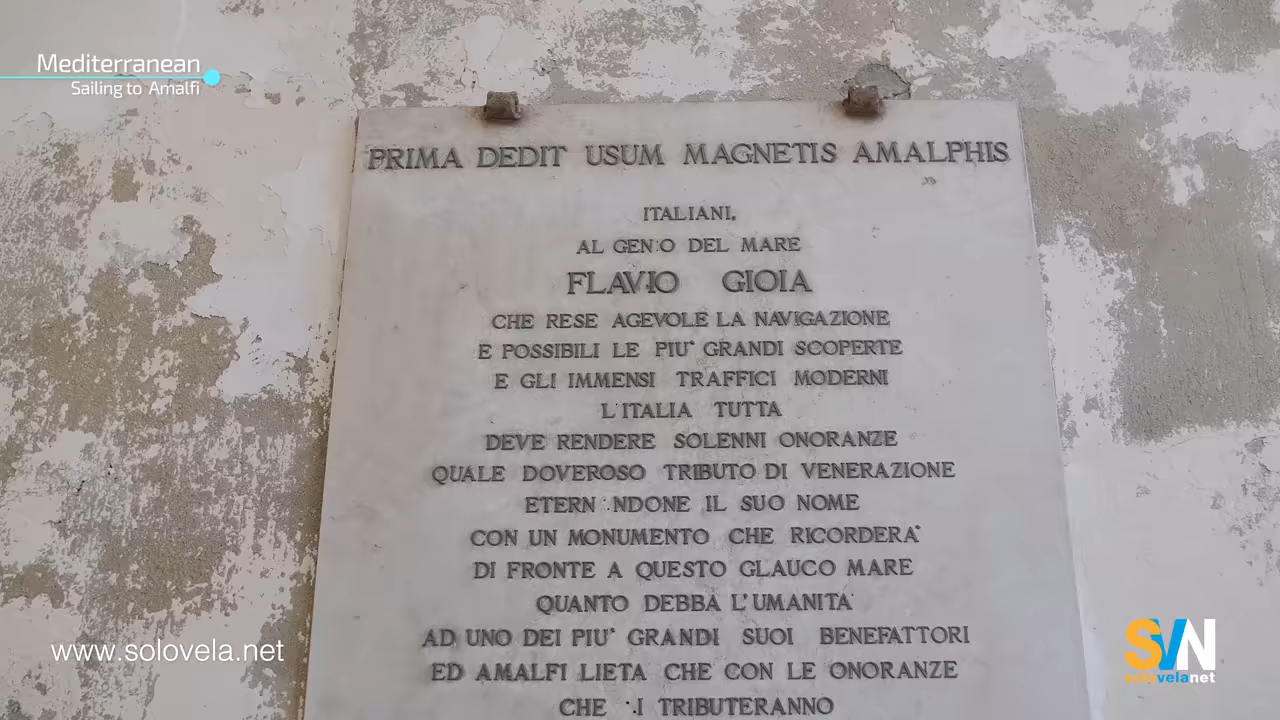 Mediterranean
Sailing to Amalfi
PRIMA DEDIT USUM MAGNETIS AMALPHIS
ITALIANI.
AL GENIO DEL MARE
FLAVIO GIOIA
CHE RESE AGEVOLE LA NAVIGAZIONE
E POSSIBILI LE PIU' GRANDI SCOPERTE
E GLI IMMENSI TRAFFICI MODERNI
L'ITALIA TUTTA
DEVE RENDERE SOLENNI ONORANZE
QUALE DOVEROSO TRIBUTO DI VENERAZIONE
ETERN NDONE IL SUO NOME
CON UN MONUMENTO CHE RICORDERA'
DI FRONTE A QUESTO GLAUCO MARE
QUANTO DEBBA L'UMANITA'
AD UNO DEI PIU' GRANDI SUOI BENEFATTORI
ED AMALFI LIETA CHE CON LE ONORANZE
CHE I TRIBUTERANNO
www.solovela.net
SVN
solovelanet